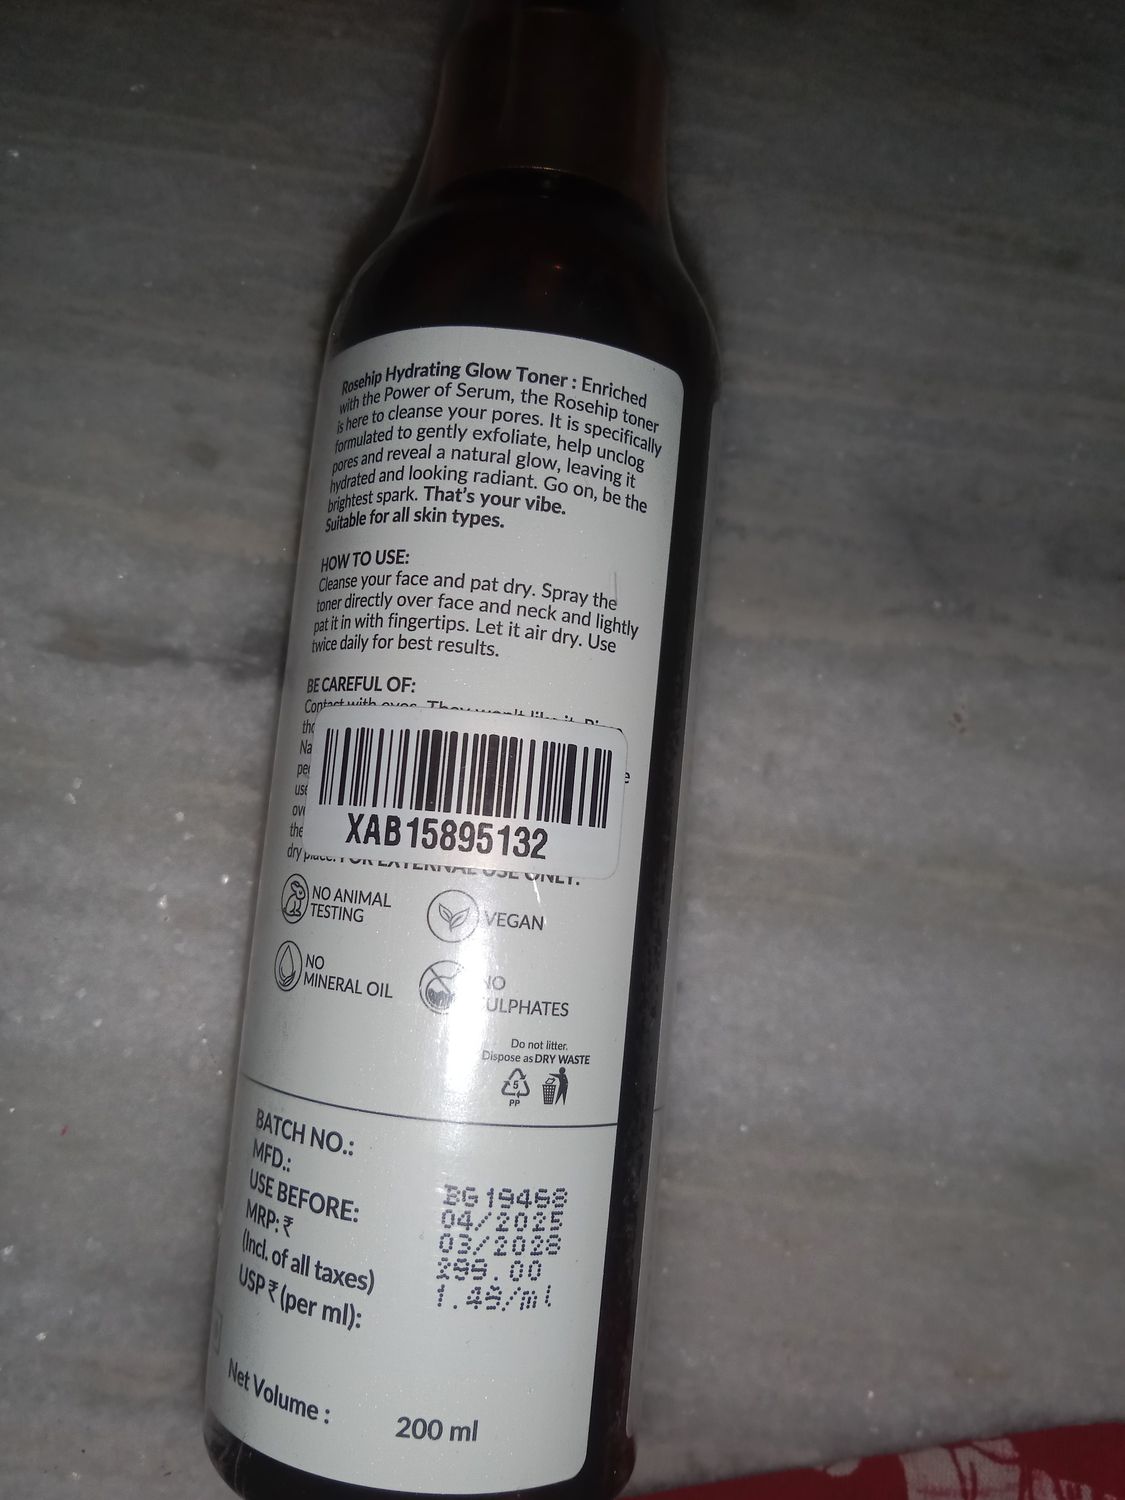 Rosehip Hydrating Glow Toner : Enriched
with the Power of Serum, the Rosehip toner
is here to cleanse your pores. It is specifically
formulated to gently exfoliate, help unclog
pores and reveal a natural glow, leaving it
hydrated and looking radiant. Go on, be the
brightest spark. That's your vibe.
Suitable for all skin types.
HOW TO USE:
Cleanse your face and pat dry. Spray the
toner directly over face and neck and lightly
pat it in with fingertips. Let it air dry. Use
twice daily for best results.
BE CAREFUL OF:
Contact with eyes. They won't like it.
XAB15895132
dry place. FOR EXTERNAL USE ONLY.
NO ANIMAL
TESTING
VEGAN
NO
MINERAL OIL
NO
SULPHATES
Do not litter.
Dispose as DRY WASTE
5
PP
BATCH NO.: BG19468
MFD.: 04/2025
USE BEFORE: 03/2028
MRP: ₹ 299.00
(Incl. of all taxes)
USP ₹ (per ml): 1.49/ml
Net Volume : 200 ml